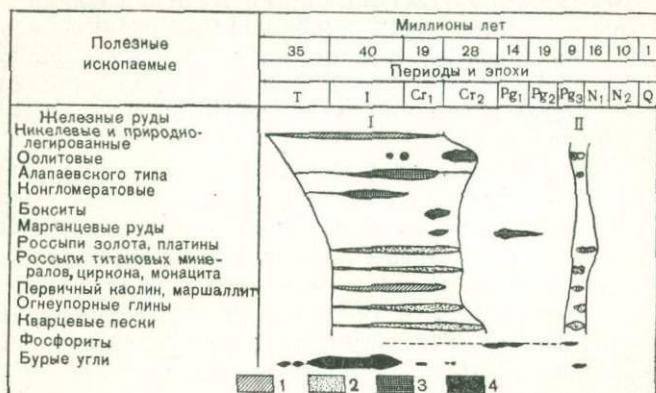 Полезные ископаемые
Миллионы лет
35 40 19 28 14 19 9 16 10 1
Периоды и эпохи
T I Cr1 Cr2 Pg1 Pg2 Pg3 N1 N2 Q
I II
Железные руды
Никелевые и природно-
легированные
Оолитовые
Алапаевского типа
Конгломератовые
Бокситы
Марганцевые руды
Россыпи золота, платины
Россыпи титановых мине-
ралов, циркона, монацита
Первичный каолин, маршаллит
Огнеупорные глины
Кварцевые пески
Фосфориты
Бурые угли
1 2 3 4